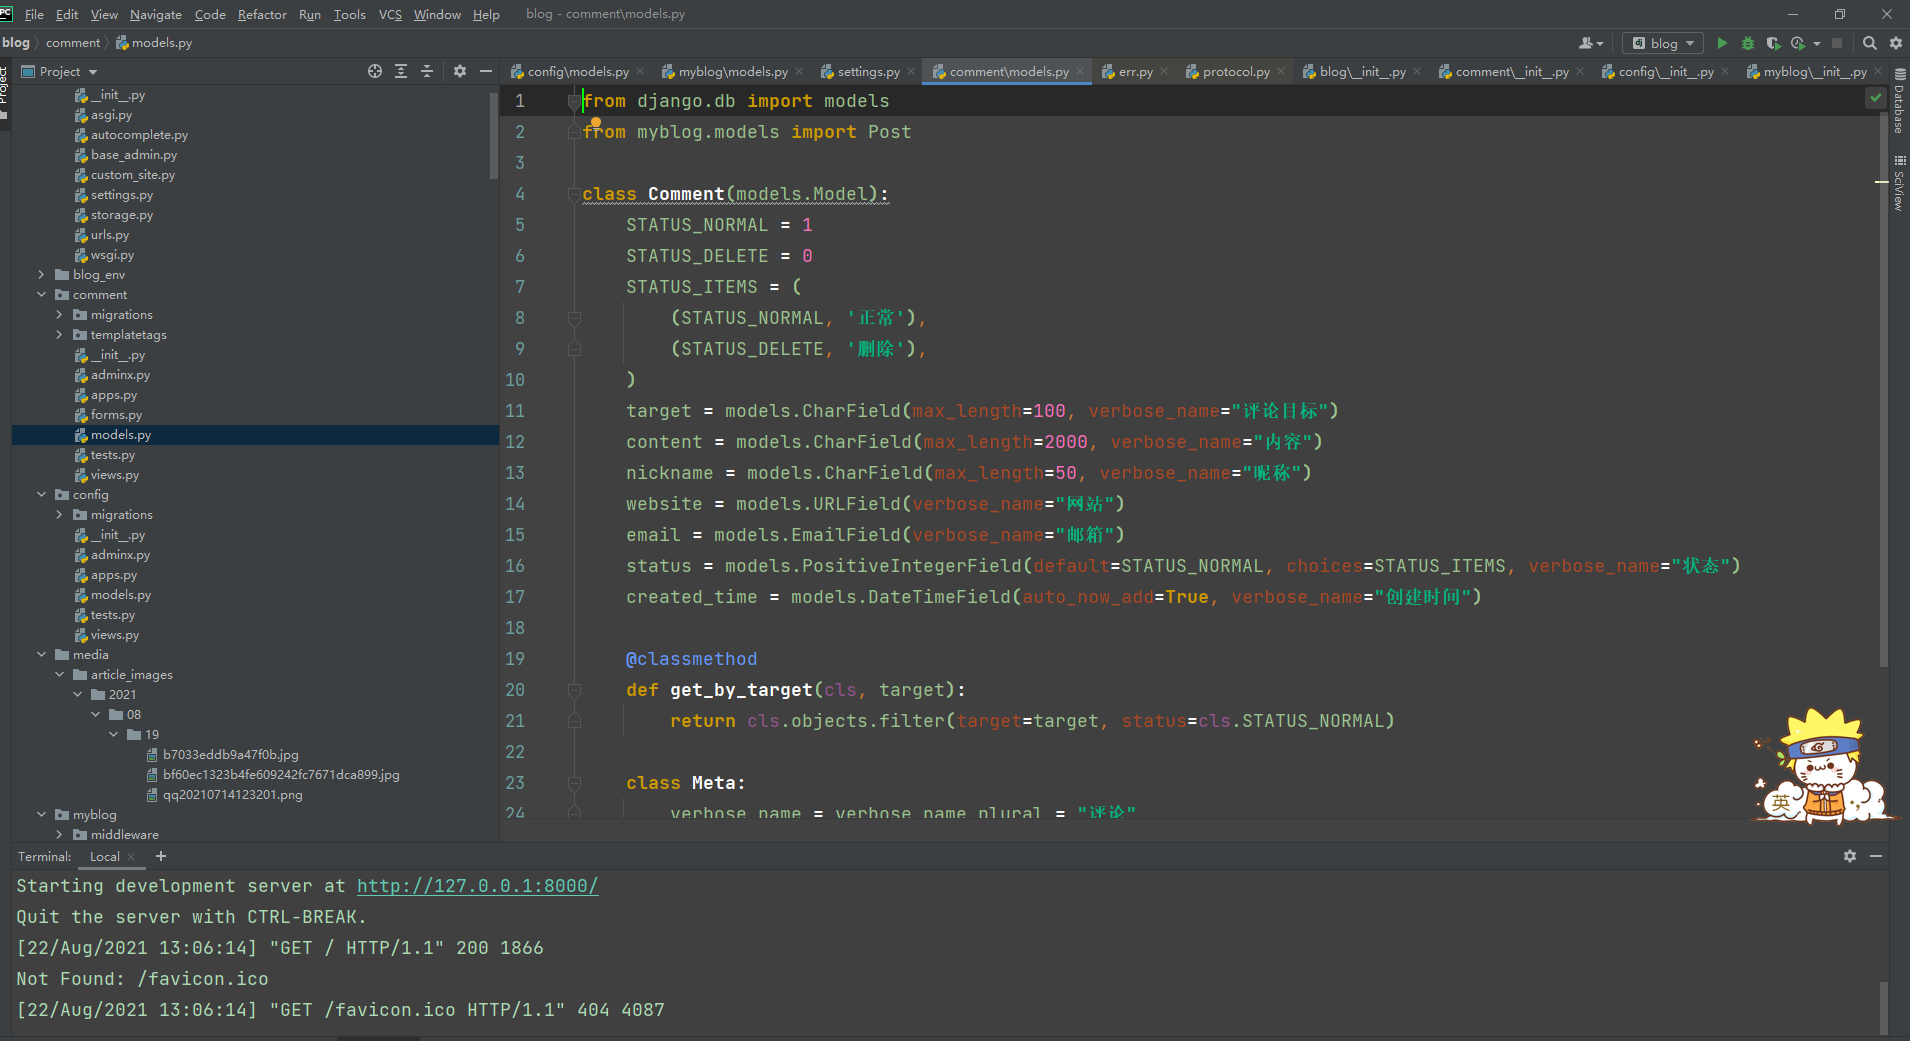 PC File Edit View Navigate Code Refactor Run Tools VCS Window Help blog - comment\models.py
blog comment models.py
blog
Project
Project
config\models.py myblog\models.py settings.py comment\models.py err.py protocol.py blog\__init__.py comment\__init__.py config\__init__.py myblog\__init__.py
__init__.py
asgi.py
autocomplete.py
base_admin.py
custom_site.py
settings.py
storage.py
urls.py
wsgi.py
blog_env
comment
migrations
templatetags
__init__.py
adminx.py
apps.py
forms.py
models.py
tests.py
views.py
config
migrations
__init__.py
adminx.py
apps.py
models.py
tests.py
views.py
media
article_images
2021
08
19
b7033eddb9a47f0b.jpg
bf60ec1323b4fe609242fc7671dca899.jpg
qq20210714123201.png
myblog
middleware
1 from django.db import models
2 from myblog.models import Post
3
4 class Comment(models.Model):
5 STATUS_NORMAL = 1
6 STATUS_DELETE = 0
7 STATUS_ITEMS = (
8 (STATUS_NORMAL, '正常'),
9 (STATUS_DELETE, '删除'),
10 )
11 target = models.CharField(max_length=100, verbose_name="评论目标")
12 content = models.CharField(max_length=2000, verbose_name="内容")
13 nickname = models.CharField(max_length=50, verbose_name="昵称")
14 website = models.URLField(verbose_name="网站")
15 email = models.EmailField(verbose_name="邮箱")
16 status = models.PositiveIntegerField(default=STATUS_NORMAL, choices=STATUS_ITEMS, verbose_name="状态")
17 created_time = models.DateTimeField(auto_now_add=True, verbose_name="创建时间")
18
19 @classmethod
20 def get_by_target(cls, target):
21 return cls.objects.filter(target=target, status=cls.STATUS_NORMAL)
22
23 class Meta:
24 verbose_name = verbose_name_plural = "评论"
Database
SciView
英
Terminal: Local
Starting development server at http://127.0.0.1:8000/
Quit the server with CTRL-BREAK.
[22/Aug/2021 13:06:14] "GET / HTTP/1.1" 200 1866
Not Found: /favicon.ico
[22/Aug/2021 13:06:14] "GET /favicon.ico HTTP/1.1" 404 4087